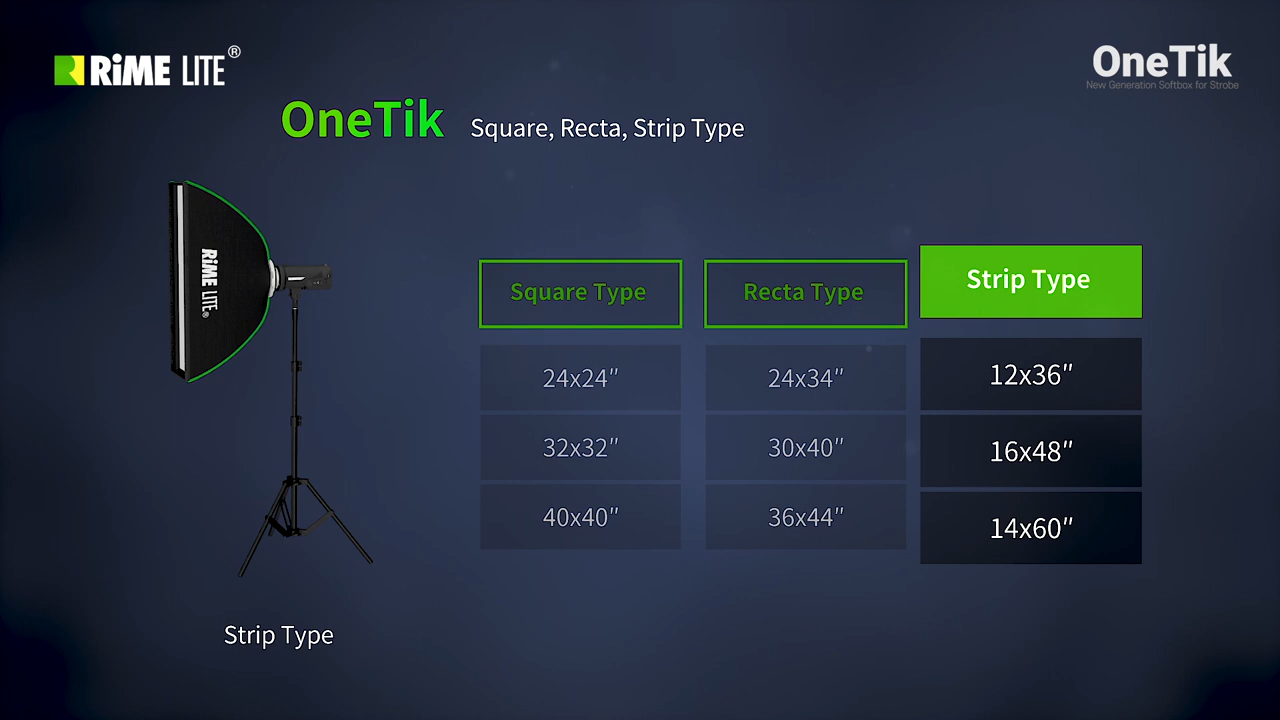 RiME LITE®
OneTik
New Generation Softbox for Strobe
OneTik Square, Recta, Strip Type
RiME LITE®
Square Type
Recta Type
Strip Type
24x24"
24x34"
12x36"
32x32"
30x40"
16x48"
40x40"
36x44"
14x60"
Strip Type